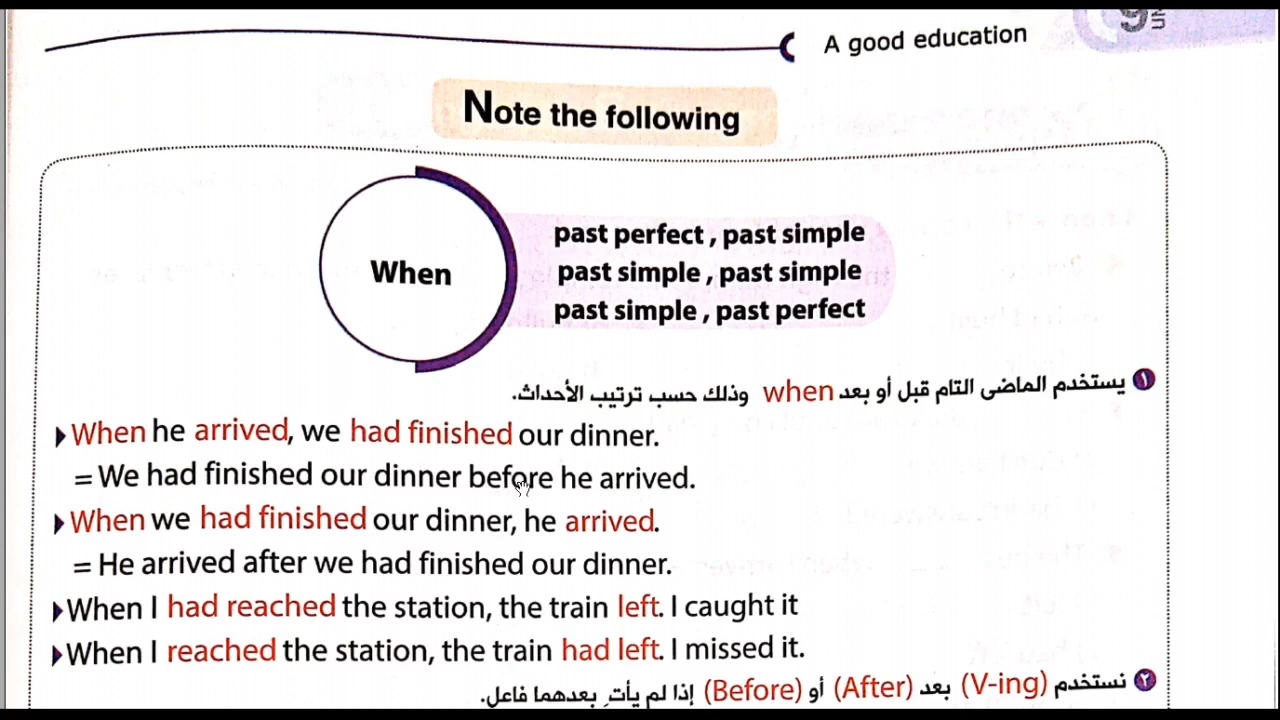 A good education
9
Note the following
When
past perfect , past simple
past simple , past simple
past simple , past perfect
١ يستخدم الماضى التام قبل أو بعد when وذلك حسب ترتيب الأحداث.
When he arrived, we had finished our dinner.
= We had finished our dinner before he arrived.
When we had finished our dinner, he arrived.
= He arrived after we had finished our dinner.
When I had reached the station, the train left. I caught it
When I reached the station, the train had left. I missed it.
٢ نستخدم (V-ing) بعد (After) أو (Before) إذا لم يأتِ بعدهما فاعل.